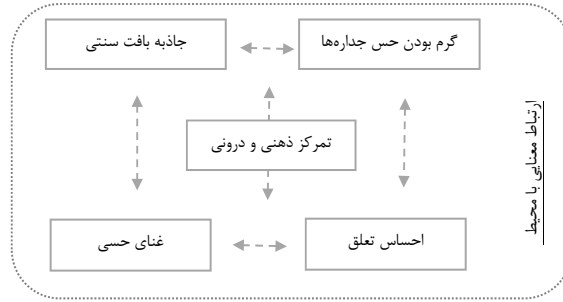 گرم بودن حس جداره‌ها
جاذبه بافت سنتی
تمرکز ذهنی و درونی
احساس تعلق
غنای حسی
ارتباط معنایی با محیط